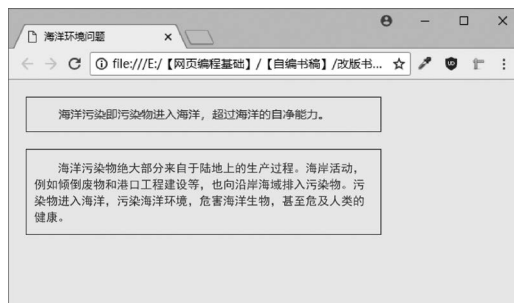 海洋环境问题
file:///E:/【网页编程基础】/【自编书稿】/改版书...
海洋污染即污染物进入海洋，超过海洋的自净能力。
海洋污染物绝大部分来自于陆地上的生产过程。海岸活动，
例如倾倒废物和港口工程建设等，也向沿岸海域排入污染物。污
染物进入海洋，污染海洋环境，危害海洋生物，甚至危及人类的
健康。